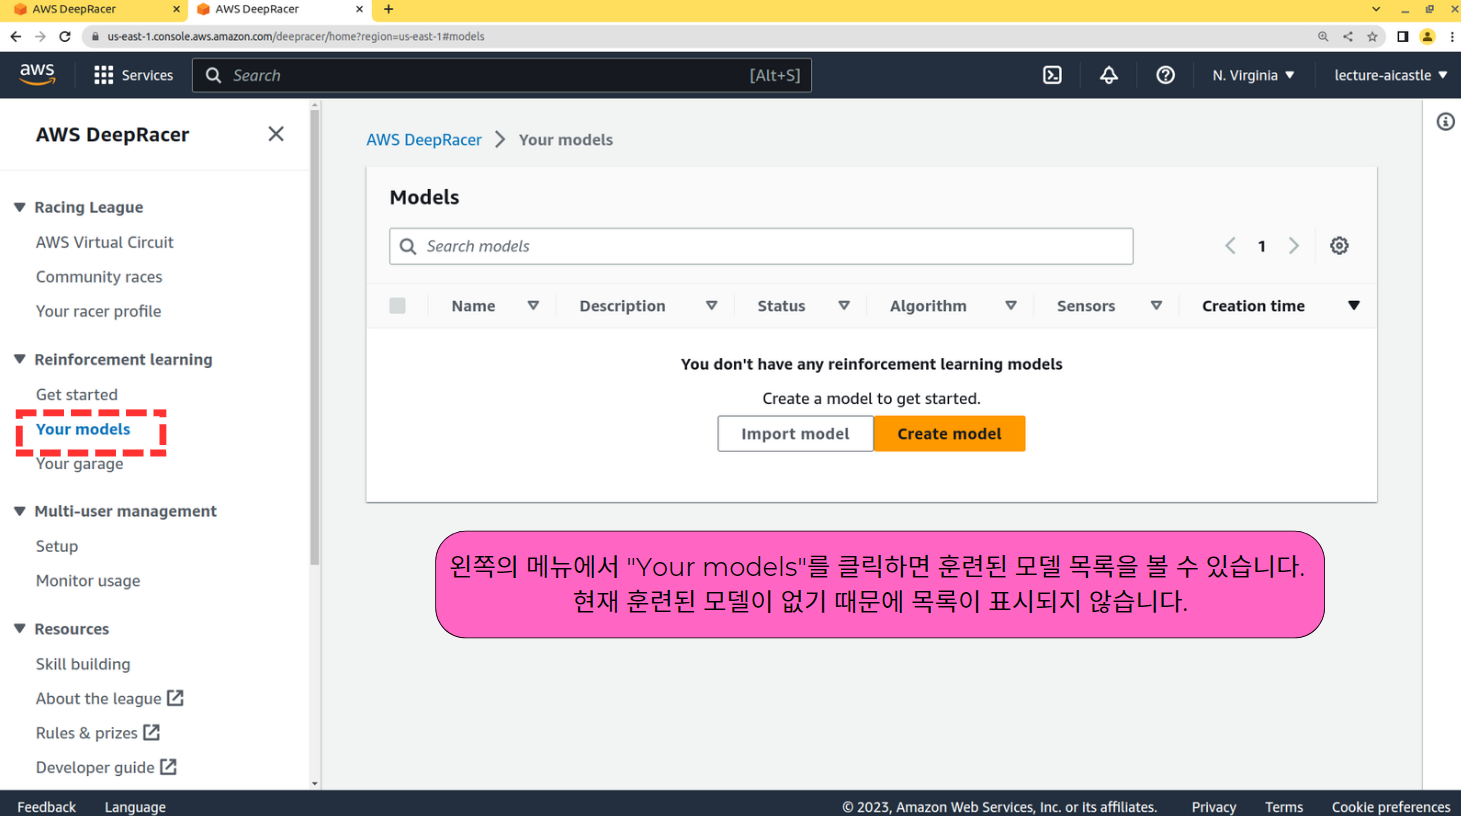 AWS DeepRacer
AWS DeepRacer
us-east-1.console.aws.amazon.com/deepracer/home?region=us-east-1#models
aws
Services
Search
[Alt+S]
N. Virginia
lecture-aicastle
AWS DeepRacer
Racing League
AWS Virtual Circuit
Community races
Your racer profile
Reinforcement learning
Get started
Your models
Your garage
Multi-user management
Setup
Monitor usage
Resources
Skill building
About the league
Rules & prizes
Developer guide
AWS DeepRacer > Your models
Models
Search models
1
Name Description Status Algorithm Sensors Creation time
You don't have any reinforcement learning models
Create a model to get started.
Import model
Create model
왼쪽의 메뉴에서 "Your models"를 클릭하면 훈련된 모델 목록을 볼 수 있습니다.
현재 훈련된 모델이 없기 때문에 목록이 표시되지 않습니다.
Feedback Language
© 2023, Amazon Web Services, Inc. or its affiliates. Privacy Terms Cookie preferences